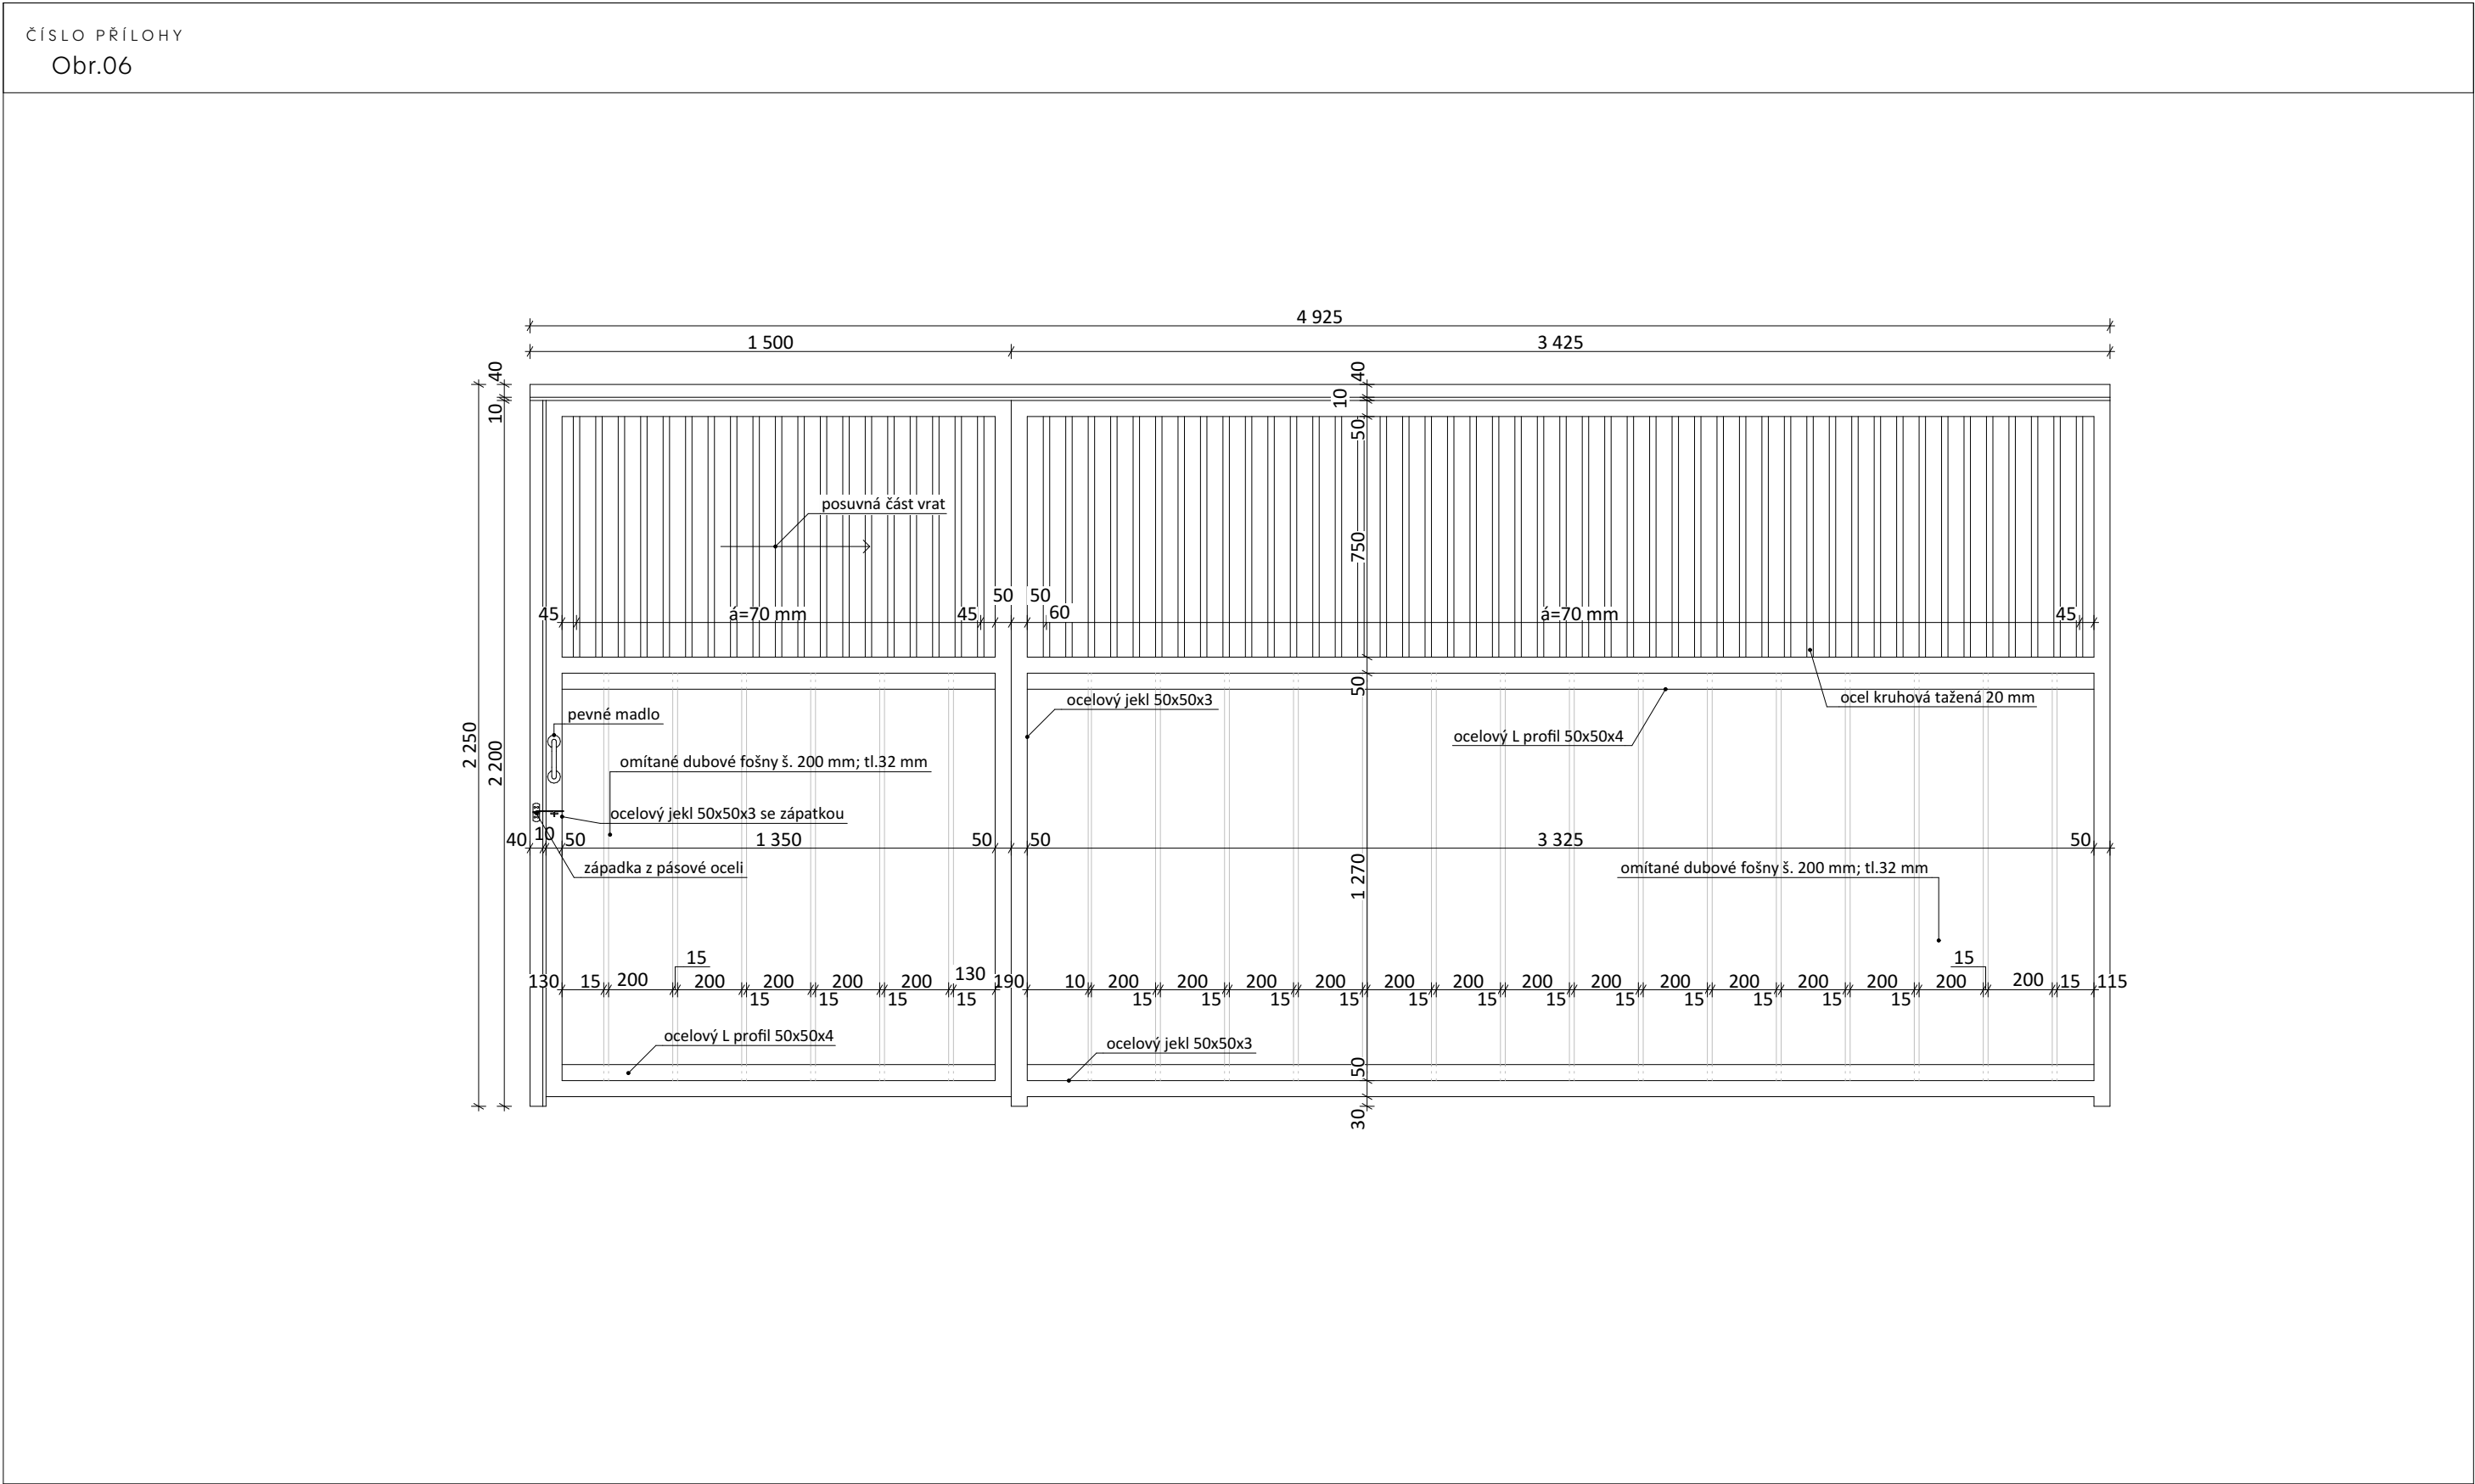 ČÍSLO PŘÍLOHY
Obr.06
4 925
1 500
3 425
40
10
40
10
50
posuvná část vrat
750
50
50
45
á=70 mm
45
60
á=70 mm
45
50
ocelový jekl 50x50x3
ocel kruhová tažená 20 mm
pevné madlo
ocelový L profil 50x50x4
2 250
2 200
omítané dubové fošny š. 200 mm; tl.32 mm
ocelový jekl 50x50x3 se zápatkou
40
10
50
1 350
50
50
3 325
50
západka z pásové oceli
1 270
omítané dubové fošny š. 200 mm; tl.32 mm
15
15
130 15 200 200 200 200 200 130 190 10 200 200 200 200 200 200 200 200 200 200 200 200 200 15 115
15 15 15 15 15 15 15 15 15 15 15 15 15 15 15 15
ocelový L profil 50x50x4
ocelový jekl 50x50x3
50
30